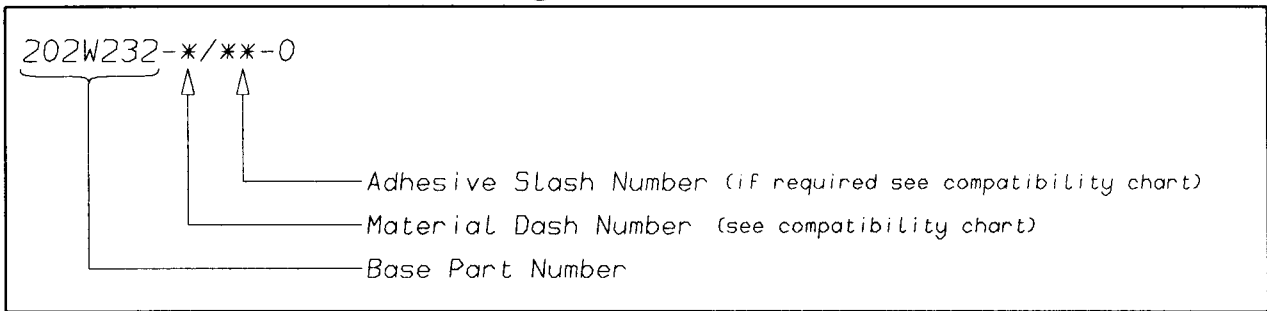 202W232-*/**-0
Adhesive Slash Number (if required see compatibility chart)
Material Dash Number (see compatibility chart)
Base Part Number